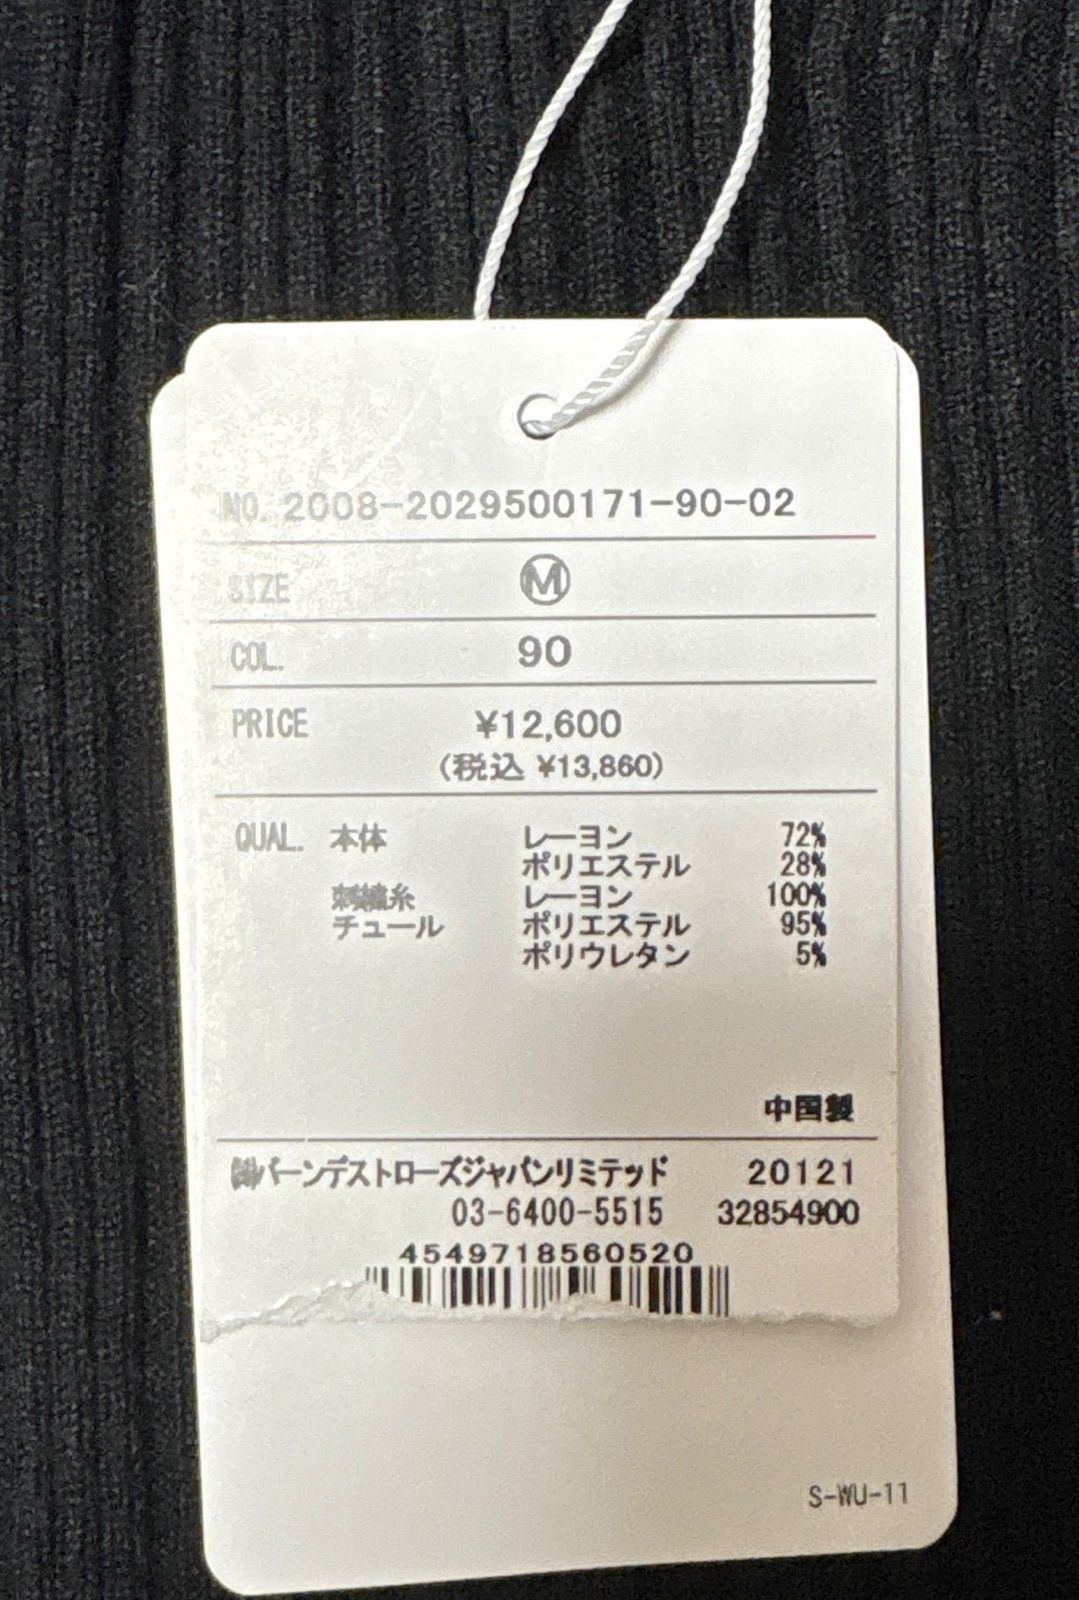 NO. 2008-2029500171-90-02
SIZE Ⓜ
COL. 90
PRICE ¥12,600
(税込 ¥13,860)
QUAL. 本体 レーヨン 72%
ポリエステル 28%
刺繍糸 レーヨン 100%
チュール ポリエステル 95%
ポリウレタン 5%
中国製
㈱バーンデストローズジャパンリミテッド 20121
03-6400-5515 32854900
4549718560520
S-WU-11